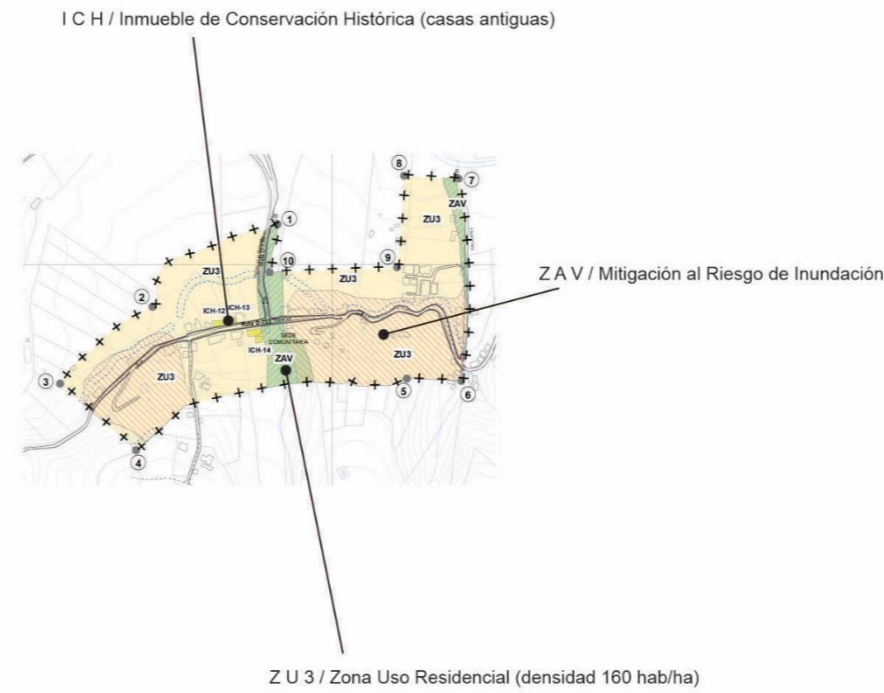 I C H / Inmueble de Conservación Histórica (casas antiguas)
8
7
ZAV
1
ZU3
10
9
ZU3
ZU3
Z A V / Mitigación al Riesgo de Inundación
2
ICH-12
ICH-13
SEDE
COMUNITARIA
ICH-14
ZAV
ZU3
3
ZU3
5
6
4
Z U 3 / Zona Uso Residencial (densidad 160 hab/ha)